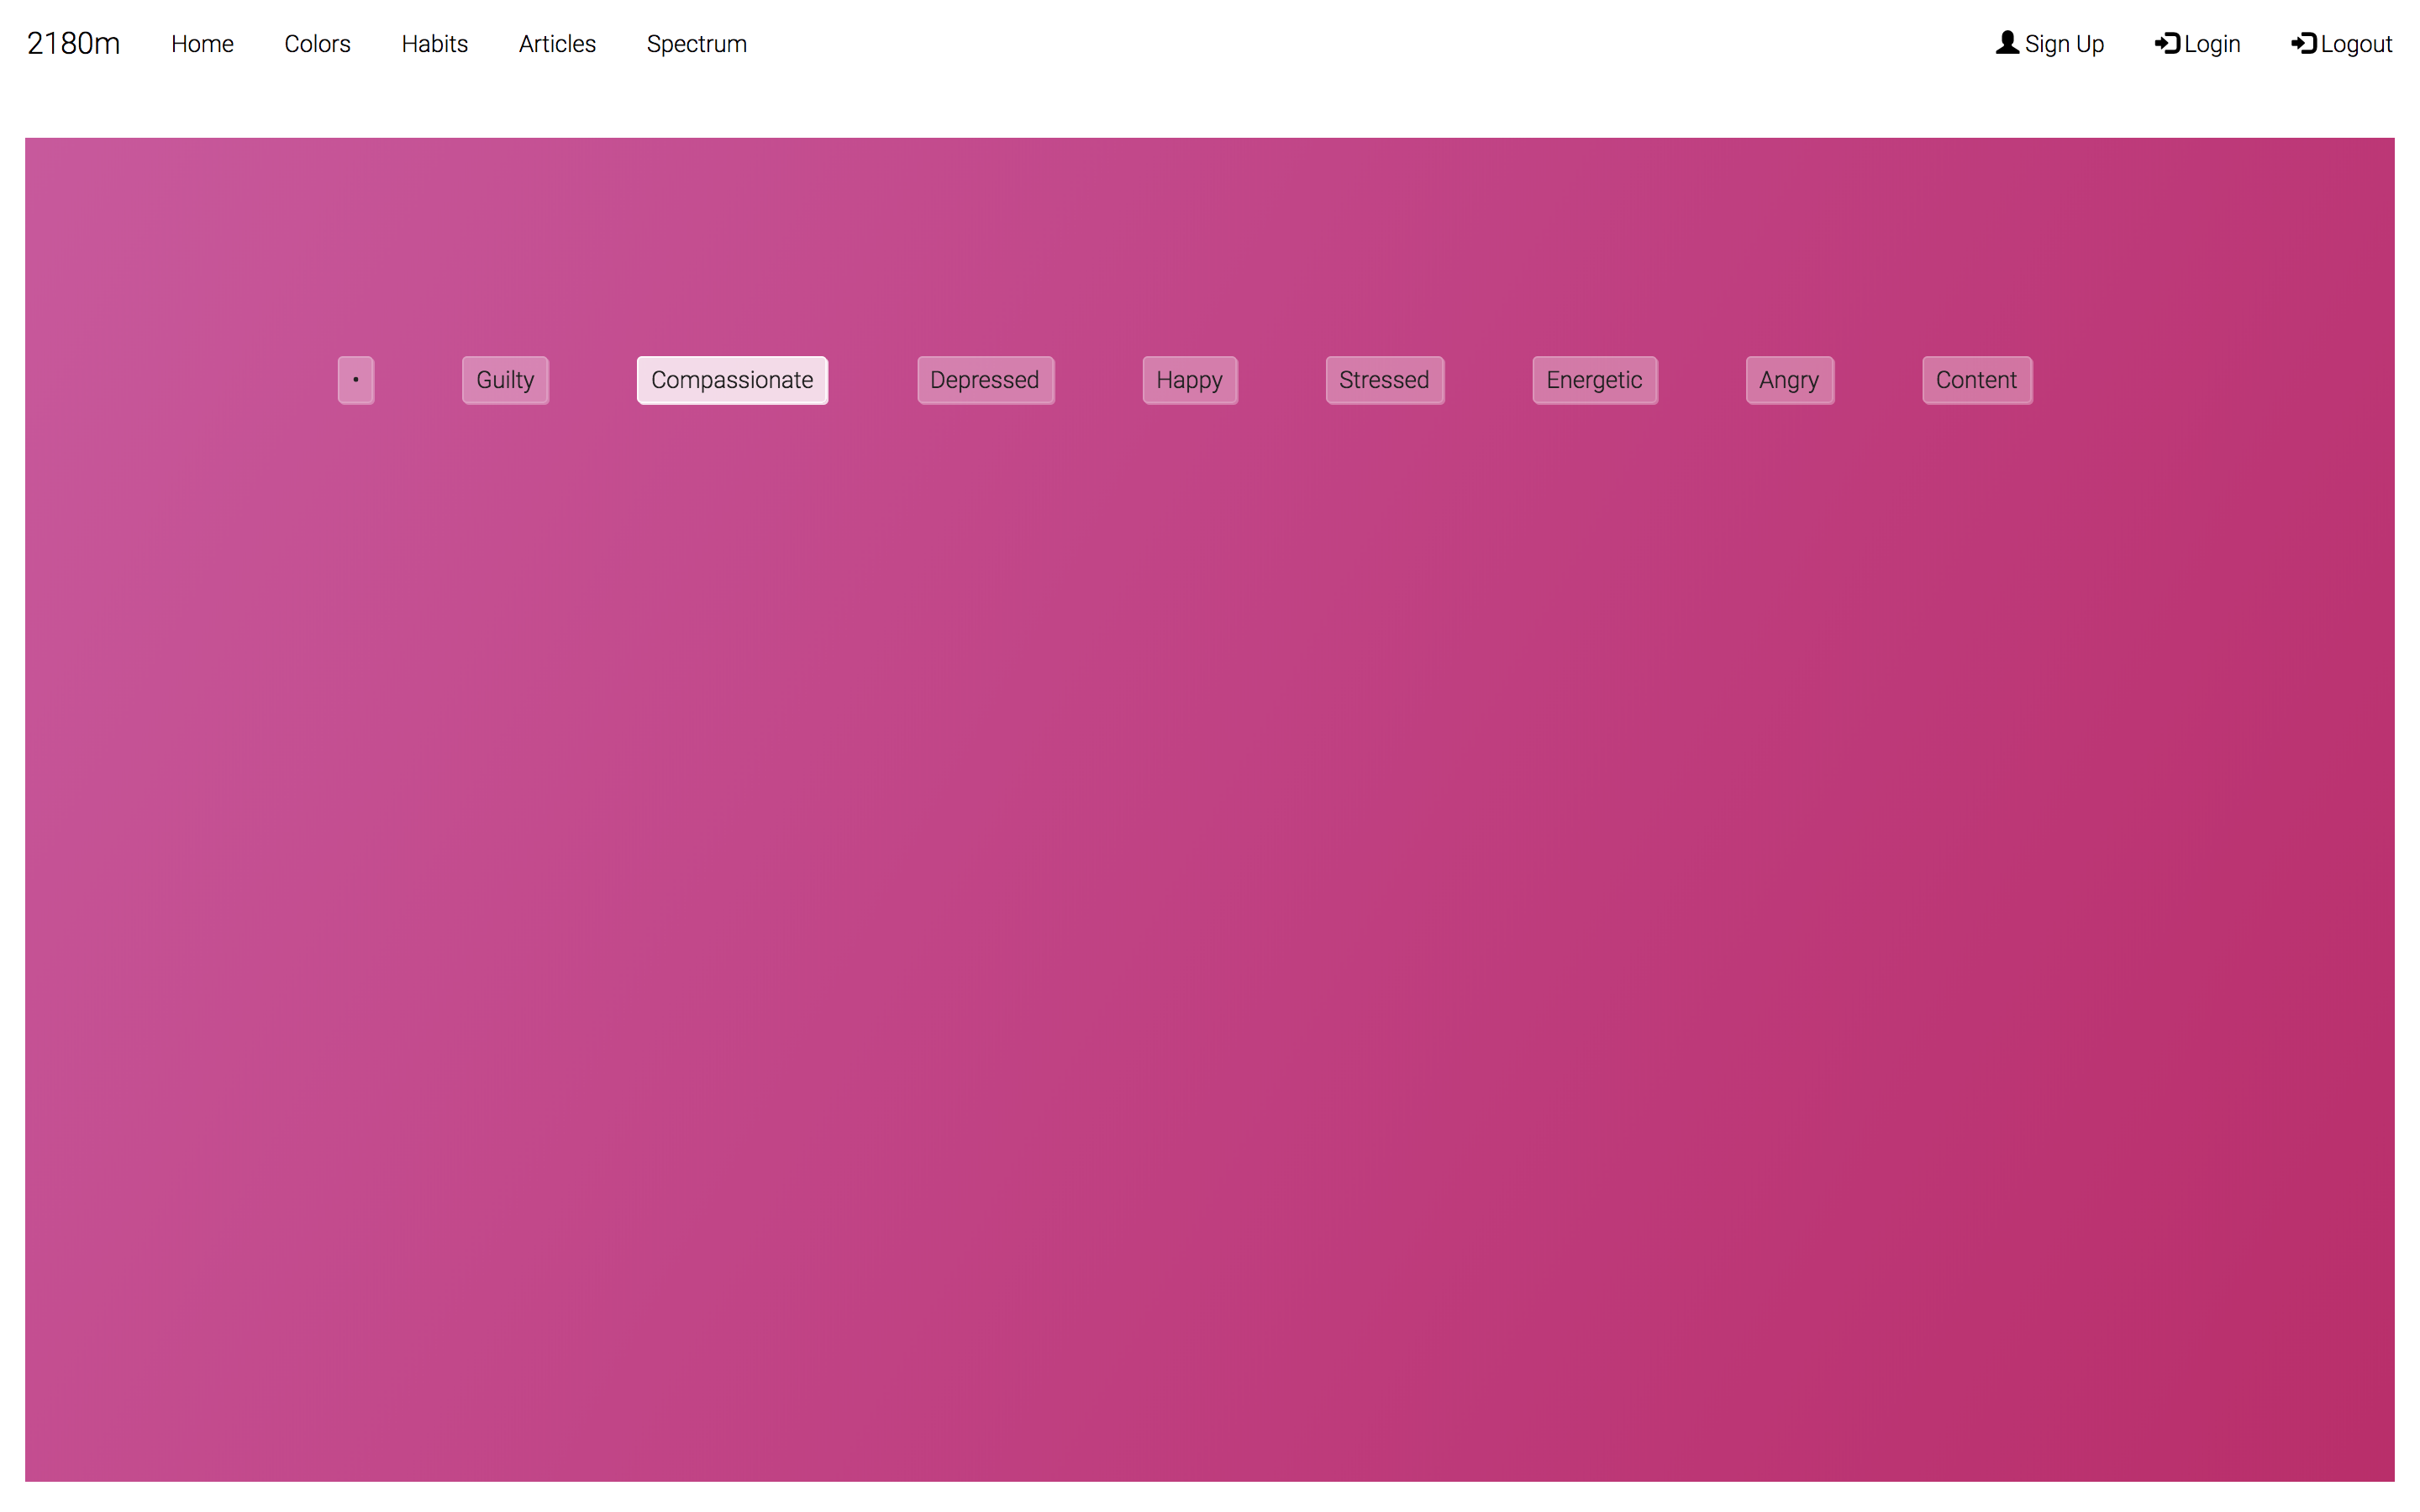 2180m Home Colors Habits Articles Spectrum Sign Up Login Logout
• Guilty Compassionate Depressed Happy Stressed Energetic Angry Content